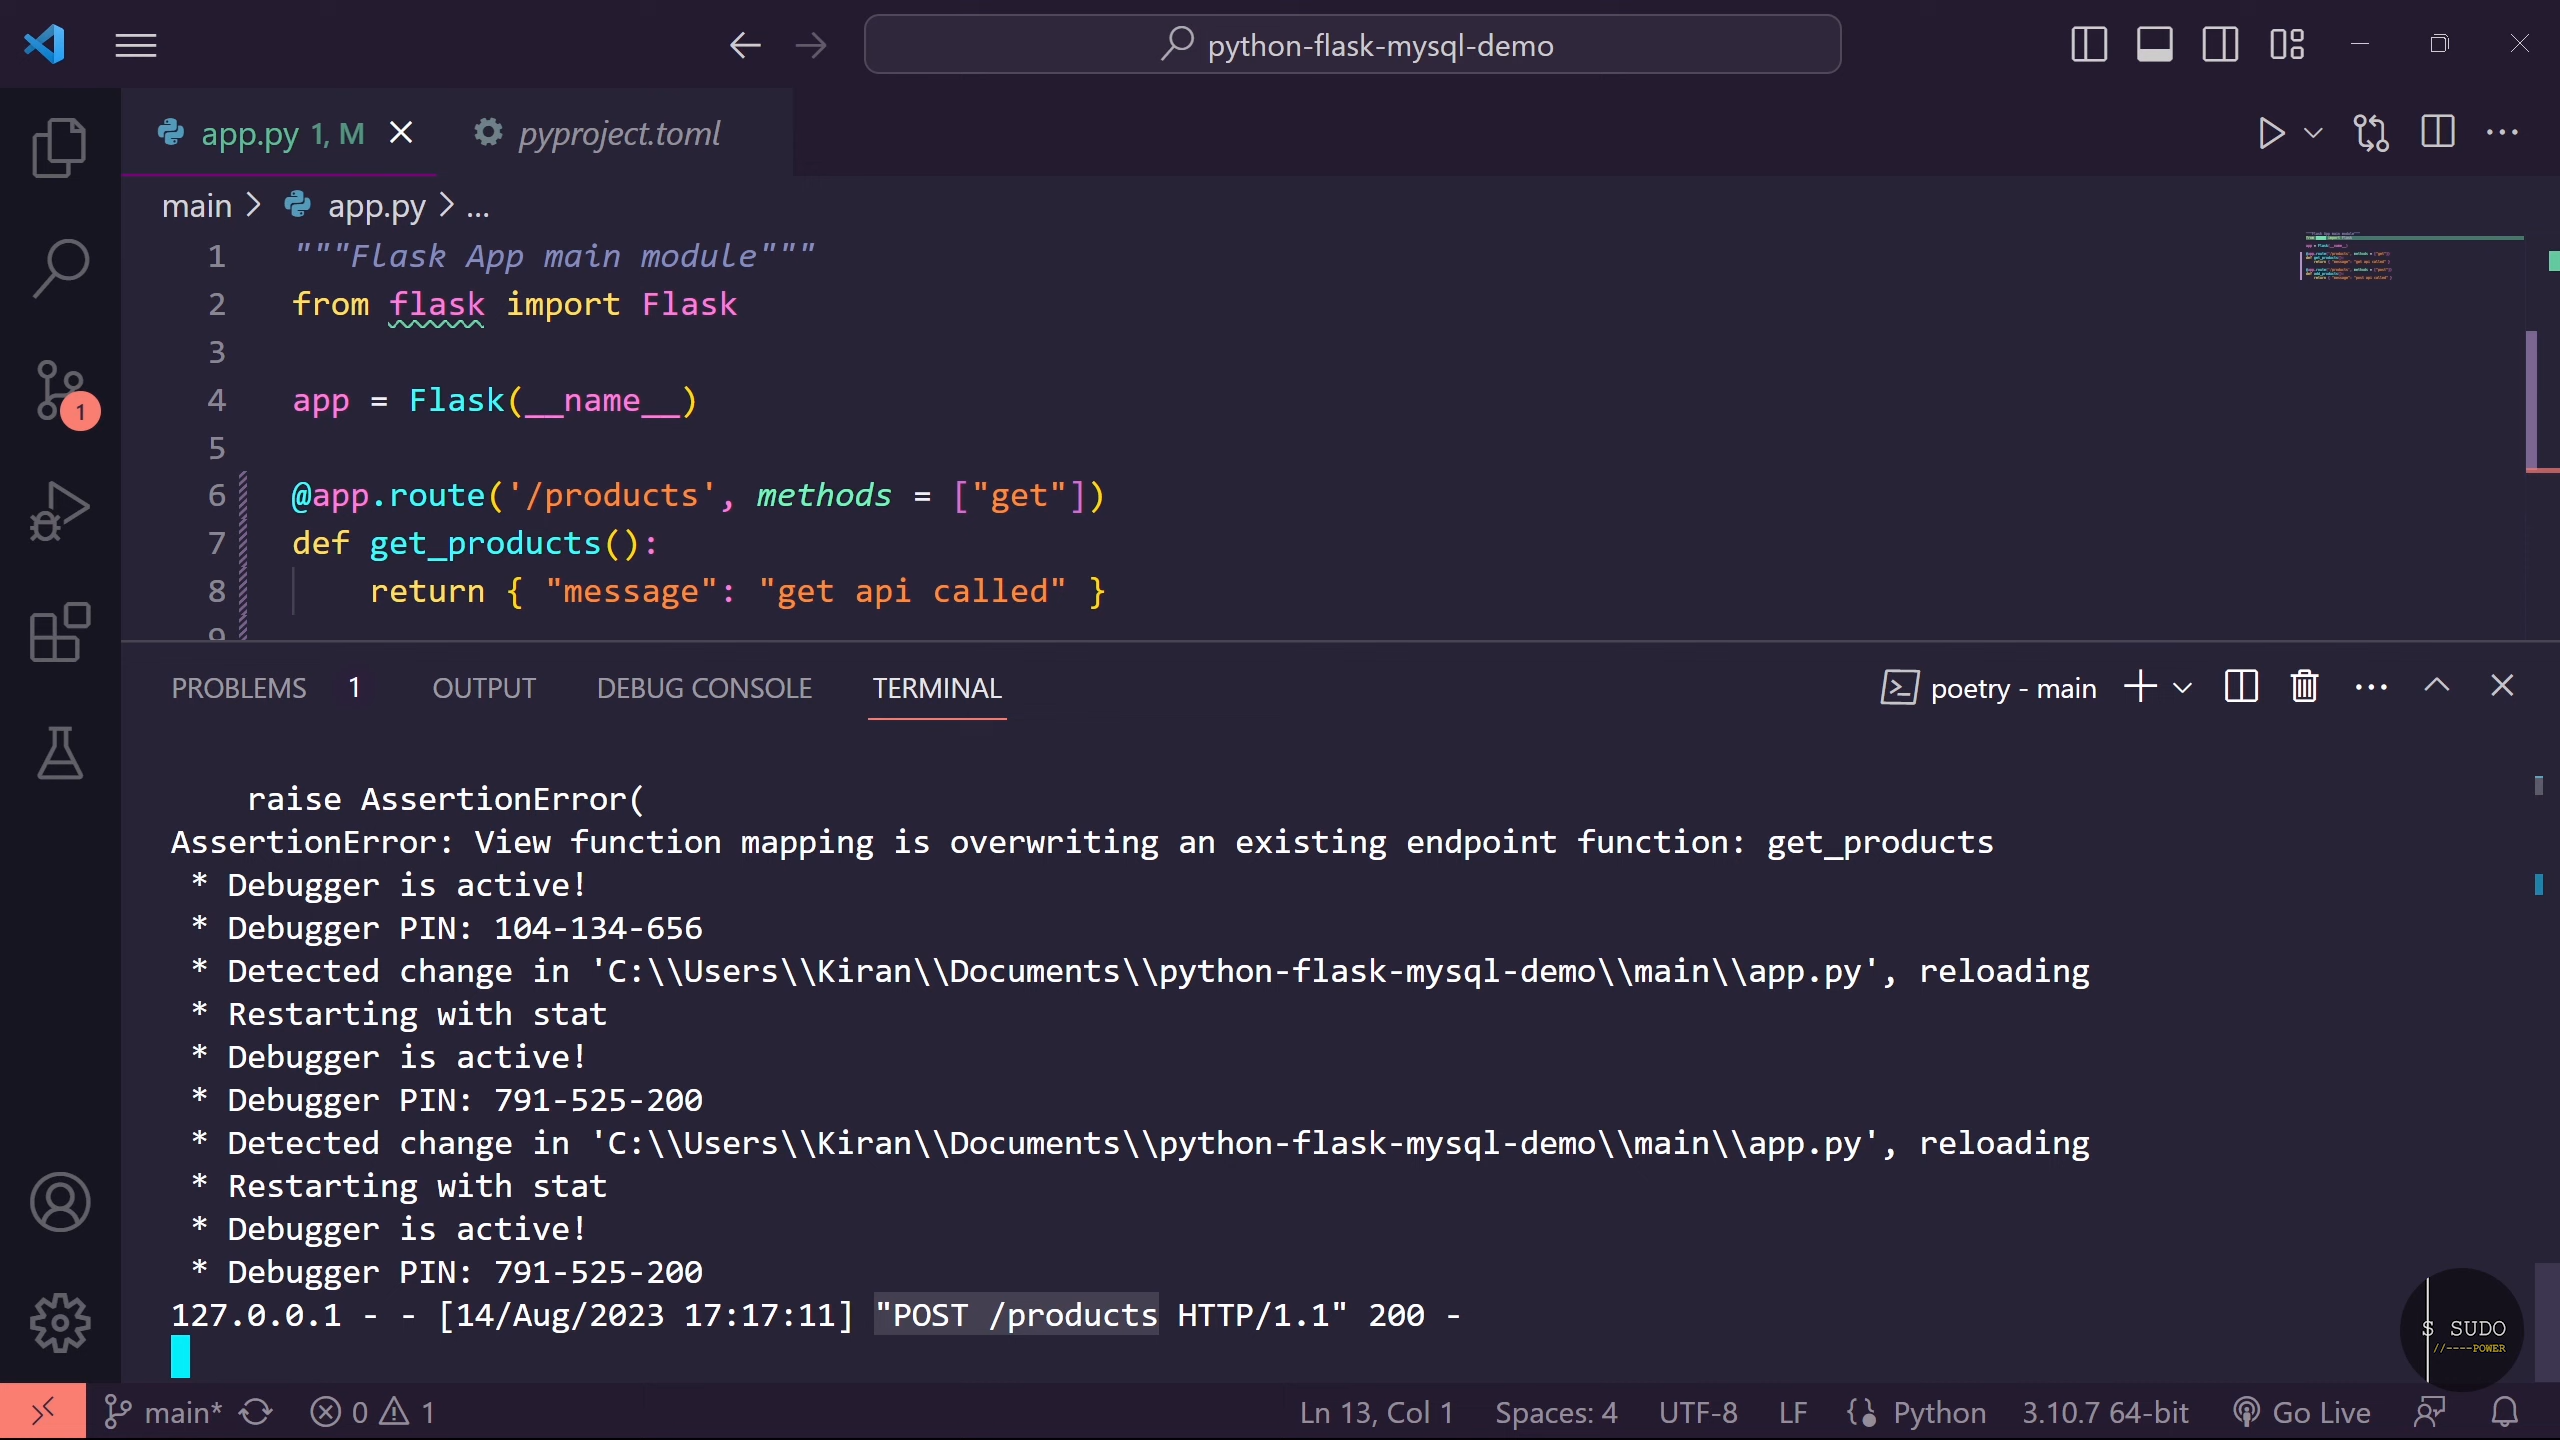 python-flask-mysql-demo
app.py 1, M
pyproject.toml
main > app.py > ...
1 """Flask App main module"""
2 from flask import Flask
3
4 app = Flask(__name__)
5
6 @app.route('/products', methods = ["get"])
7 def get_products():
8 return { "message": "get api called" }
9
PROBLEMS 1 OUTPUT DEBUG CONSOLE TERMINAL
poetry - main
raise AssertionError(
AssertionError: View function mapping is overwriting an existing endpoint function: get_products
* Debugger is active!
* Debugger PIN: 104-134-656
* Detected change in 'C:\\Users\\Kiran\\Documents\\python-flask-mysql-demo\\main\\app.py', reloading
* Restarting with stat
* Debugger is active!
* Debugger PIN: 791-525-200
* Detected change in 'C:\\Users\\Kiran\\Documents\\python-flask-mysql-demo\\main\\app.py', reloading
* Restarting with stat
* Debugger is active!
* Debugger PIN: 791-525-200
127.0.0.1 - - [14/Aug/2023 17:17:11] "POST /products HTTP/1.1" 200 -
S SUDO
//----POWER
1
main* 0 1 Ln 13, Col 1 Spaces: 4 UTF-8 LF Python 3.10.7 64-bit Go Live